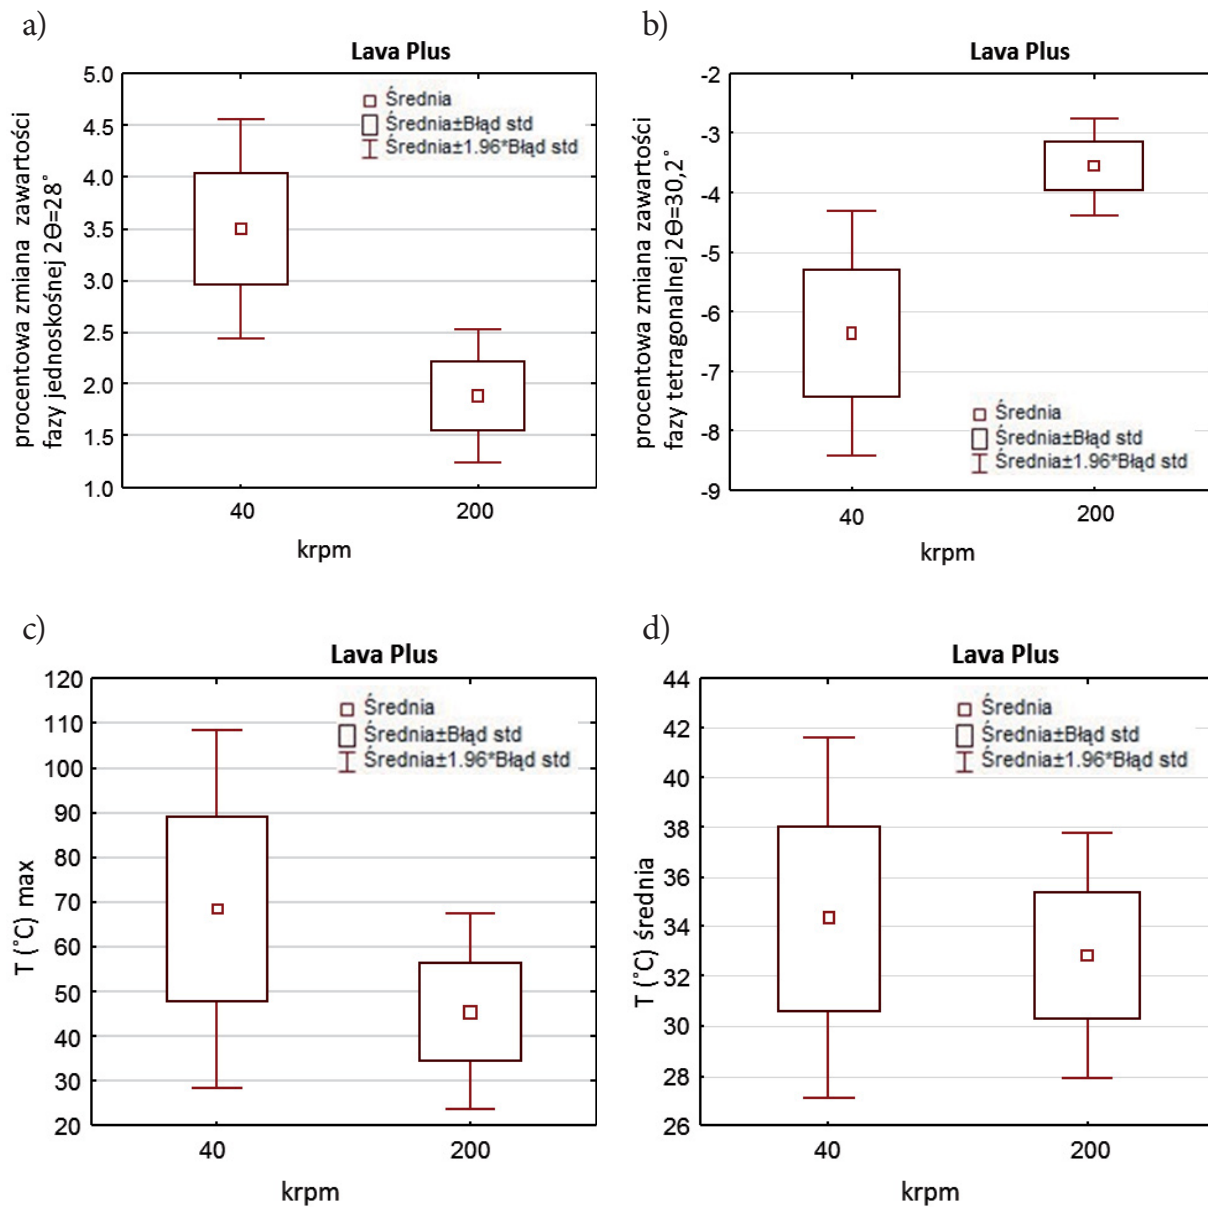 a)
Lava Plus
procentowa zmiana zawartości
fazy jednoskośnej 2Ѳ=28˚
5.0
4.5
4.0
3.5
3.0
2.5
2.0
1.5
1.0
Średnia
Średnia±Błąd std
Średnia±1.96*Błąd std
40
200
krpm
b)
Lava Plus
procentowa zmiana zawartości
fazy tetragonalnej 2Ѳ=30,2˚
-2
-3
-4
-5
-6
-7
-8
-9
Średnia
Średnia±Błąd std
Średnia±1.96*Błąd std
40
200
krpm
c)
Lava Plus
T (˚C) max
120
110
100
90
80
70
60
50
40
30
20
Średnia
Średnia±Błąd std
Średnia±1.96*Błąd std
40
200
krpm
d)
Lava Plus
T (˚C) średnia
44
42
40
38
36
34
32
30
28
26
Średnia
Średnia±Błąd std
Średnia±1.96*Błąd std
40
200
krpm